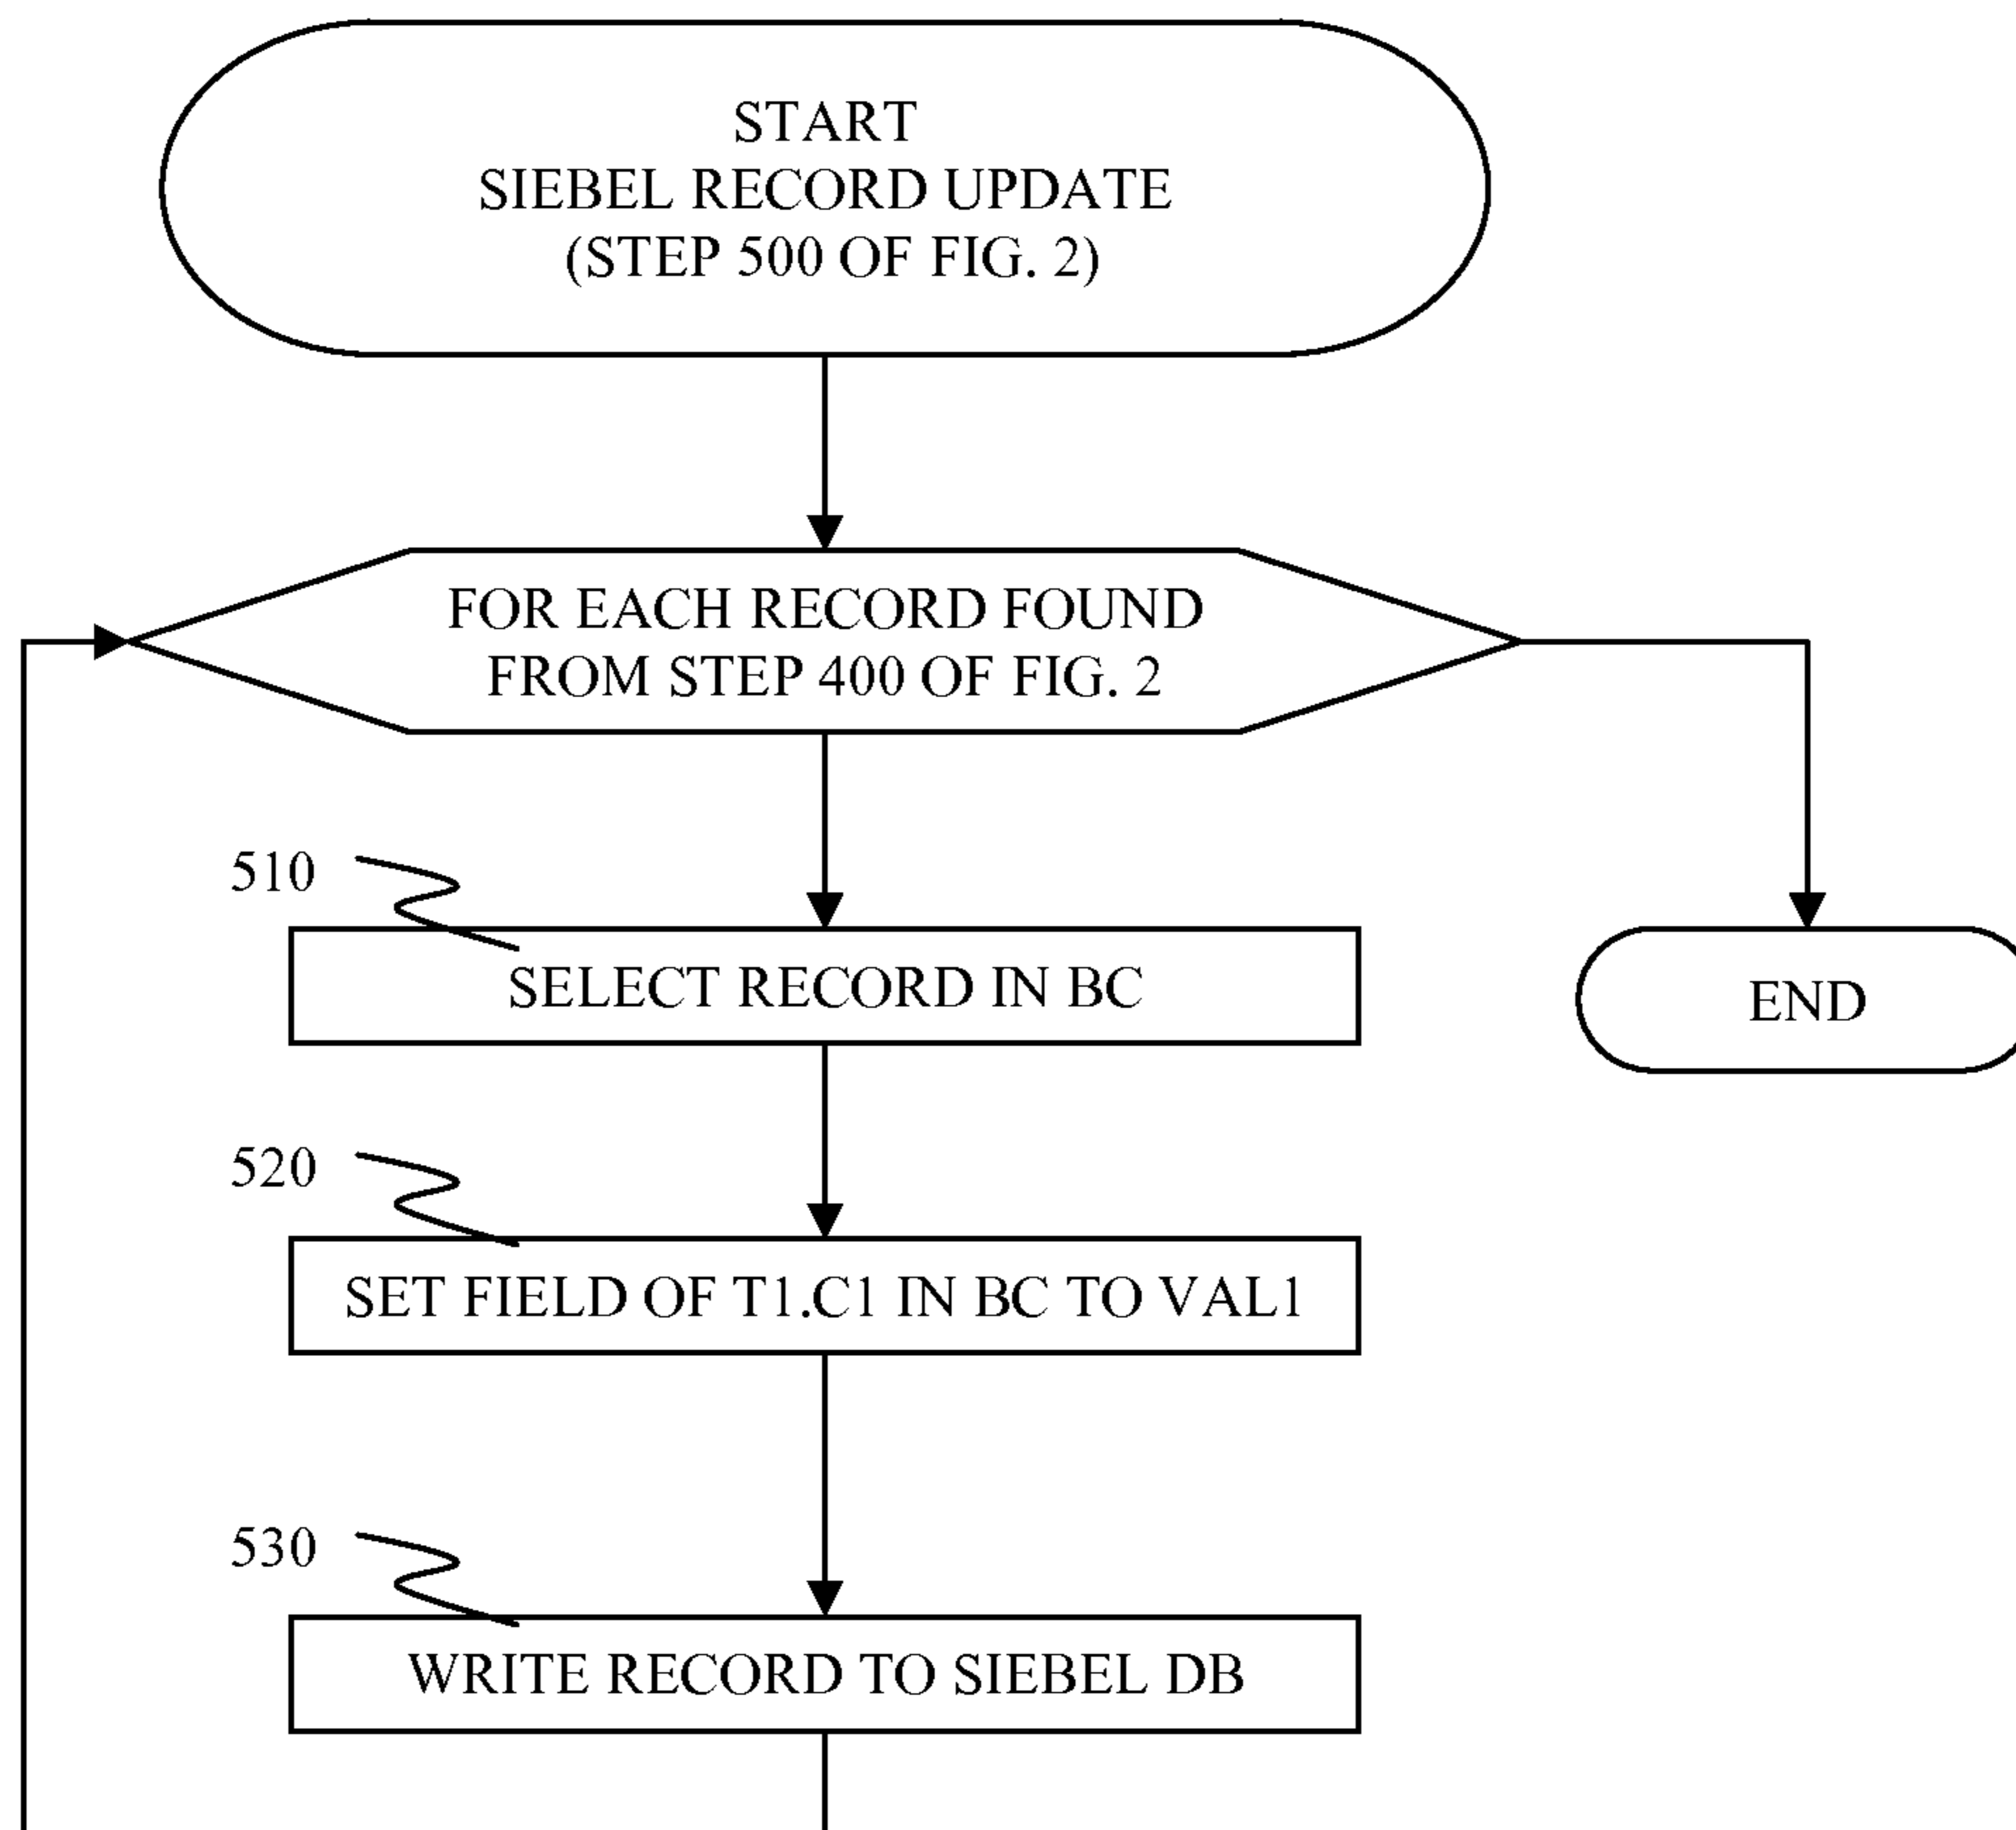 START
SIEBEL RECORD UPDATE
(STEP 500 OF FIG. 2)
FOR EACH RECORD FOUND
FROM STEP 400 OF FIG. 2
510
SELECT RECORD IN BC
END
520
SET FIELD OF T1.C1 IN BC TO VAL1
530
WRITE RECORD TO SIEBEL DB